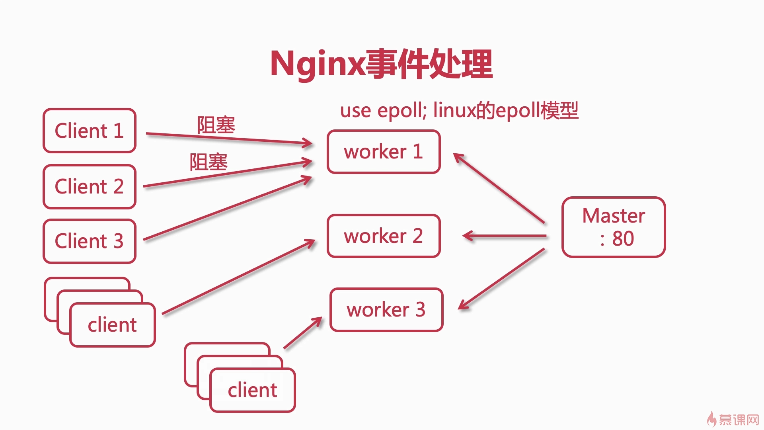 Nginx事件处理
use epoll; linux的epoll模型
Client 1
阻塞
worker 1
Client 2
阻塞
Client 3
worker 2
Master
：80
client
worker 3
client
慕课网